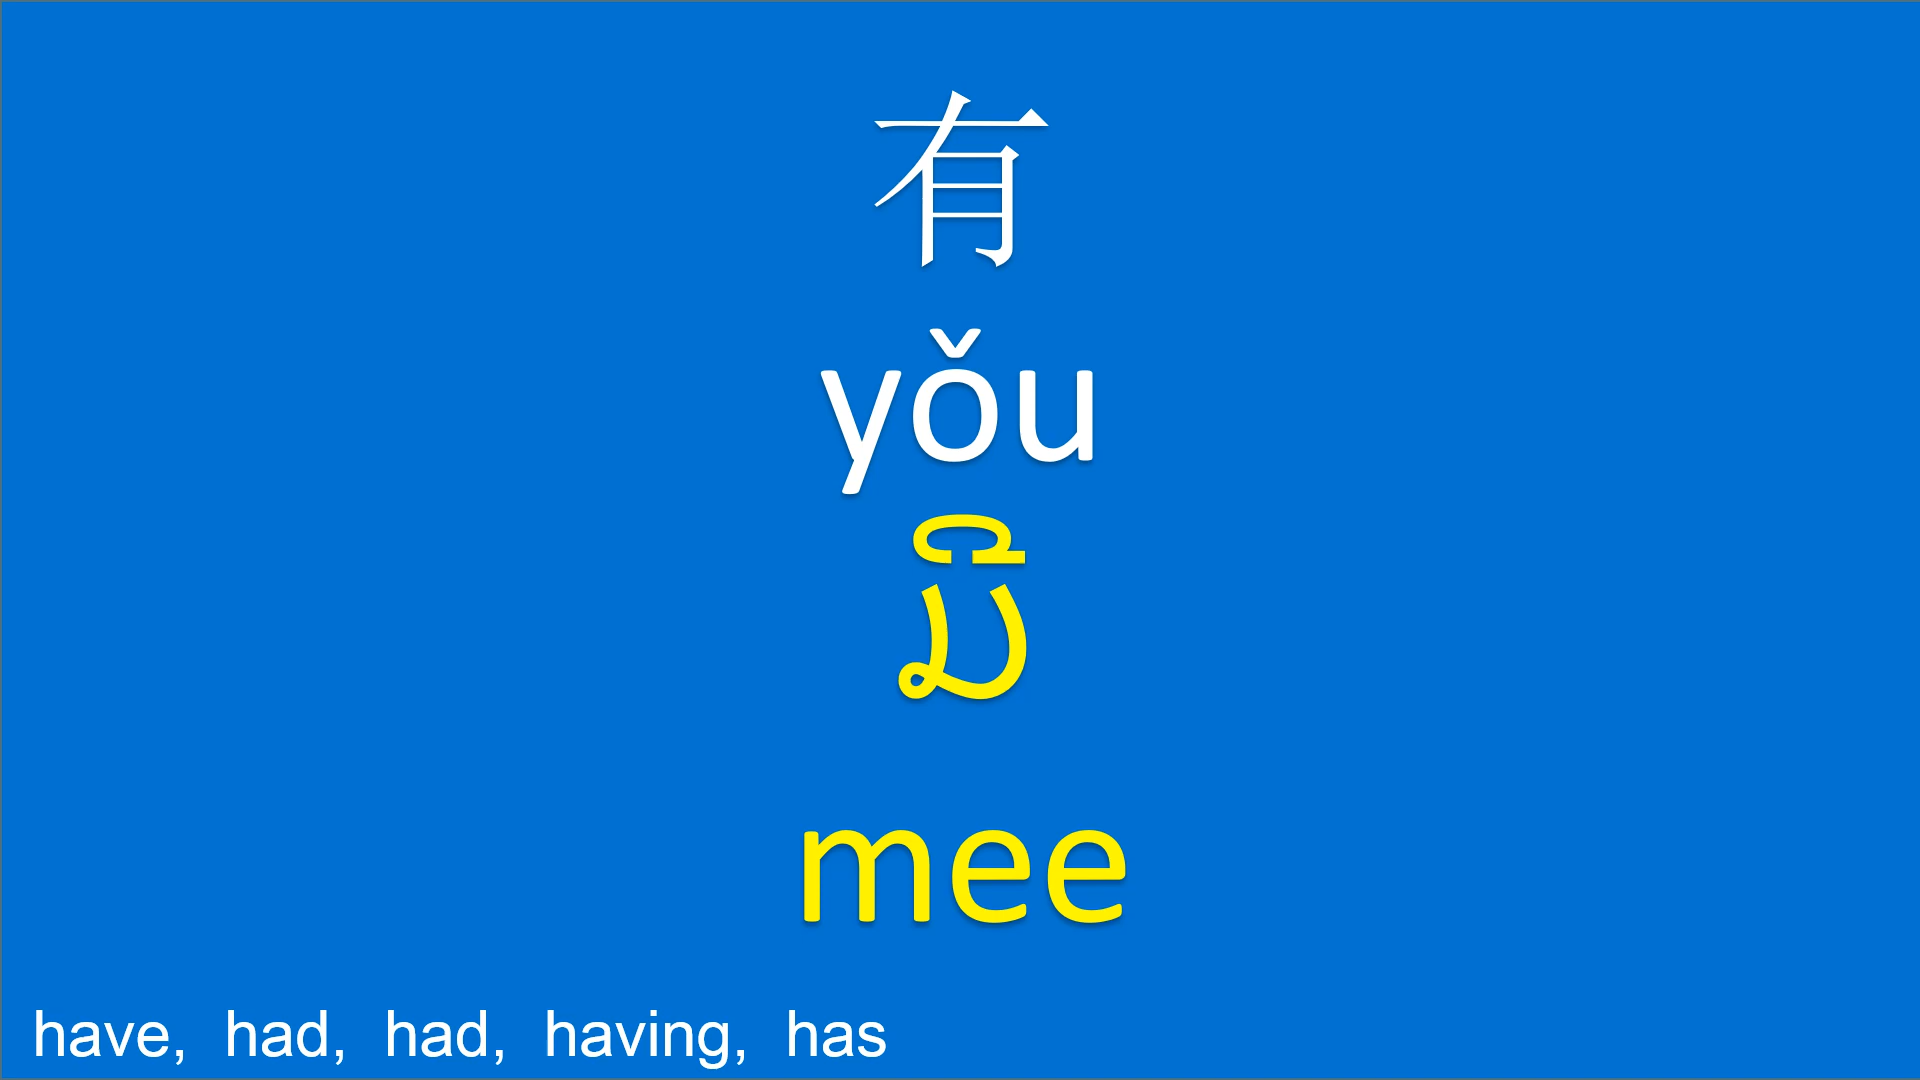 有
yǒu
ມີ
mee
have, had, had, having, has